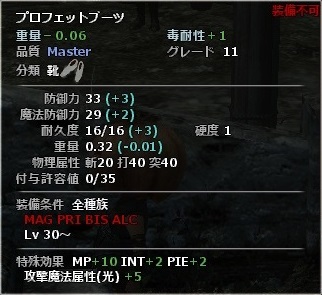 装備不可
プロフェットブーツ
重量-0.06 毒耐性+1
品質 Master グレード 11
分類 靴
防御力 33 (+3)
魔法防御力 29 (+2)
耐久度 16/16 (+3) 硬度 1
重量 0.32 (-0.01)
物理属性 斬20 打40 突40
付与許容値 0/35
装備条件 全種族
MAG PRI BIS ALC
Lv 30～
特殊効果 MP+10 INT+2 PIE+2
攻撃魔法属性(光) +5